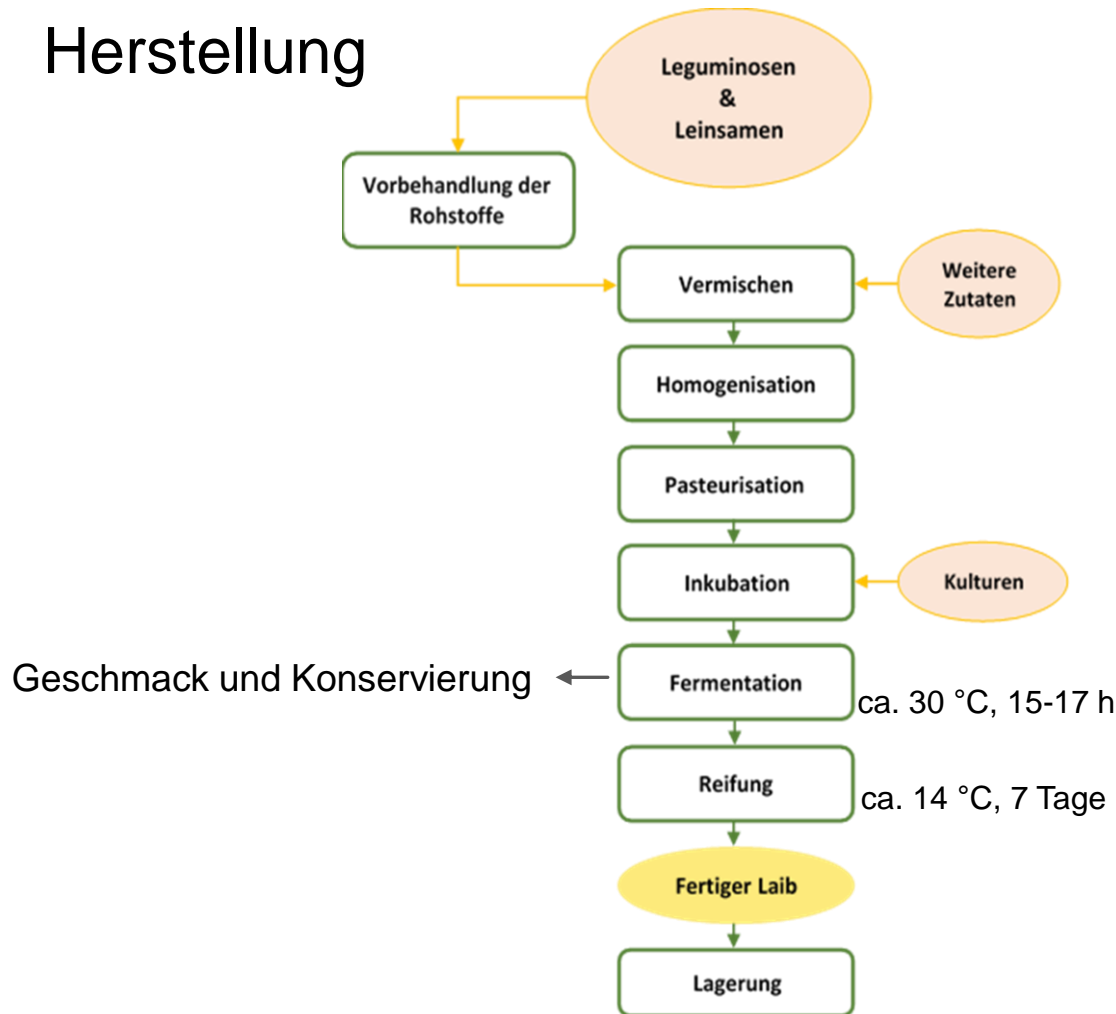 Herstellung
Leguminosen
&
Leinsamen
Vorbehandlung der
Rohstoffe
Vermischen
Weitere
Zutaten
Homogenisation
Pasteurisation
Inkubation
Kulturen
Geschmack und Konservierung
Fermentation
ca. 30 °C, 15-17 h
Reifung
ca. 14 °C, 7 Tage
Fertiger Laib
Lagerung